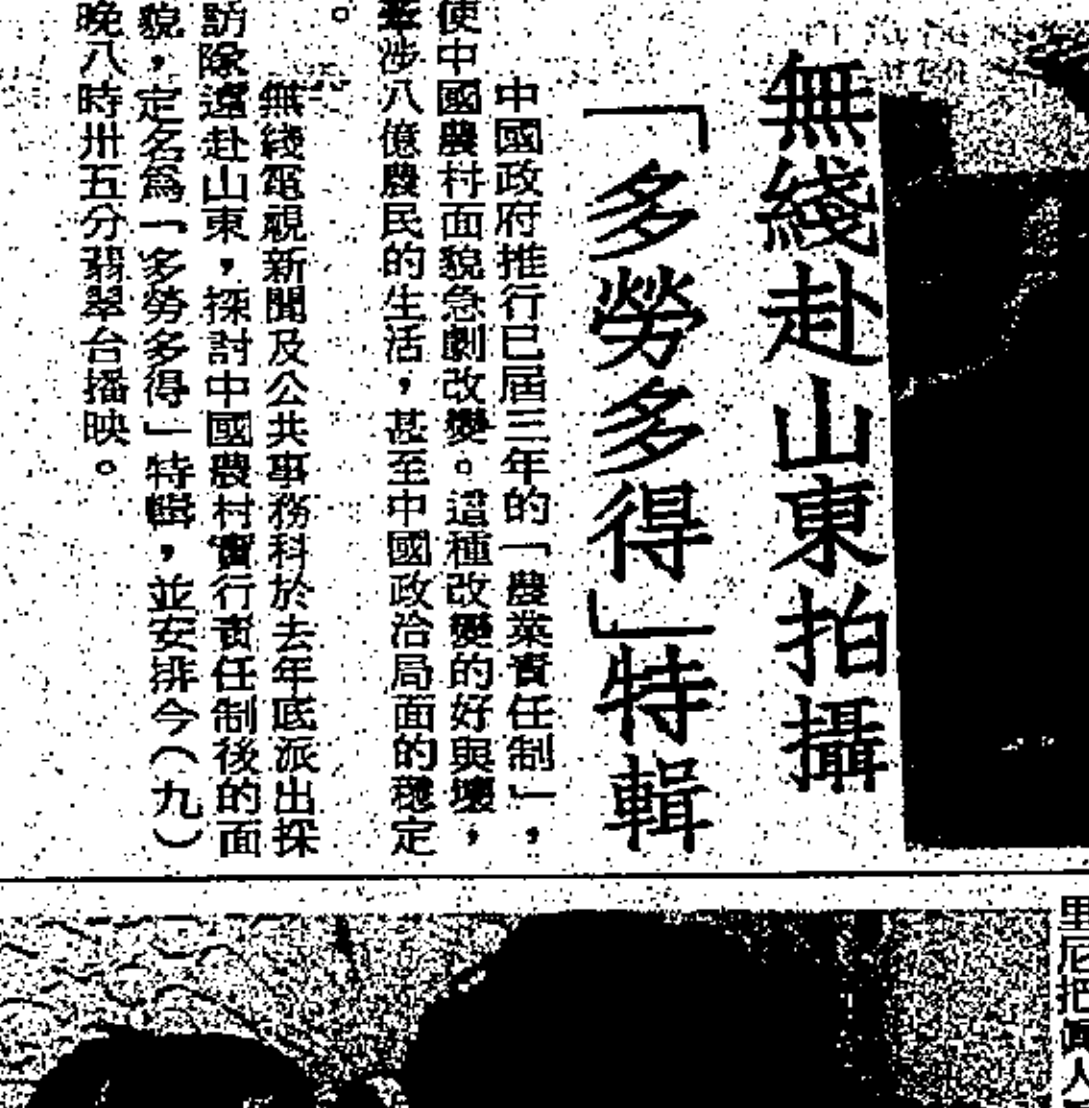 無綫赴山東拍攝
「多勞多得」特輯
中國政府推行已屆三年的「農業責任制」，
使中國農村面貌急劇改變。這種改變的好與壞，
牽涉八億農民的生活，甚至中國政治局面的穩定
。
無綫電視新聞及公共事務科於去年底派出採
訪隊遠赴山東，探討中國農村實行責任制後的面
貌，定名為「多勞多得」特輯，並安排今（九）
晚八時卅五分翡翠台播映。
里厄把真人